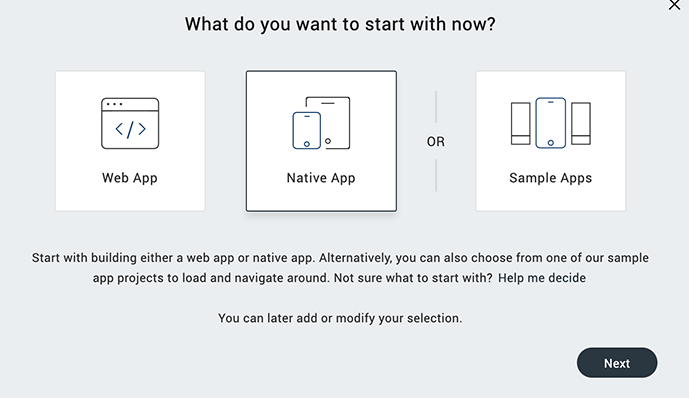 What do you want to start with now?
Web App
Native App
OR
Sample Apps
Start with building either a web app or native app. Alternatively, you can also choose from one of our sample
app projects to load and navigate around. Not sure what to start with? Help me decide
You can later add or modify your selection.
Next